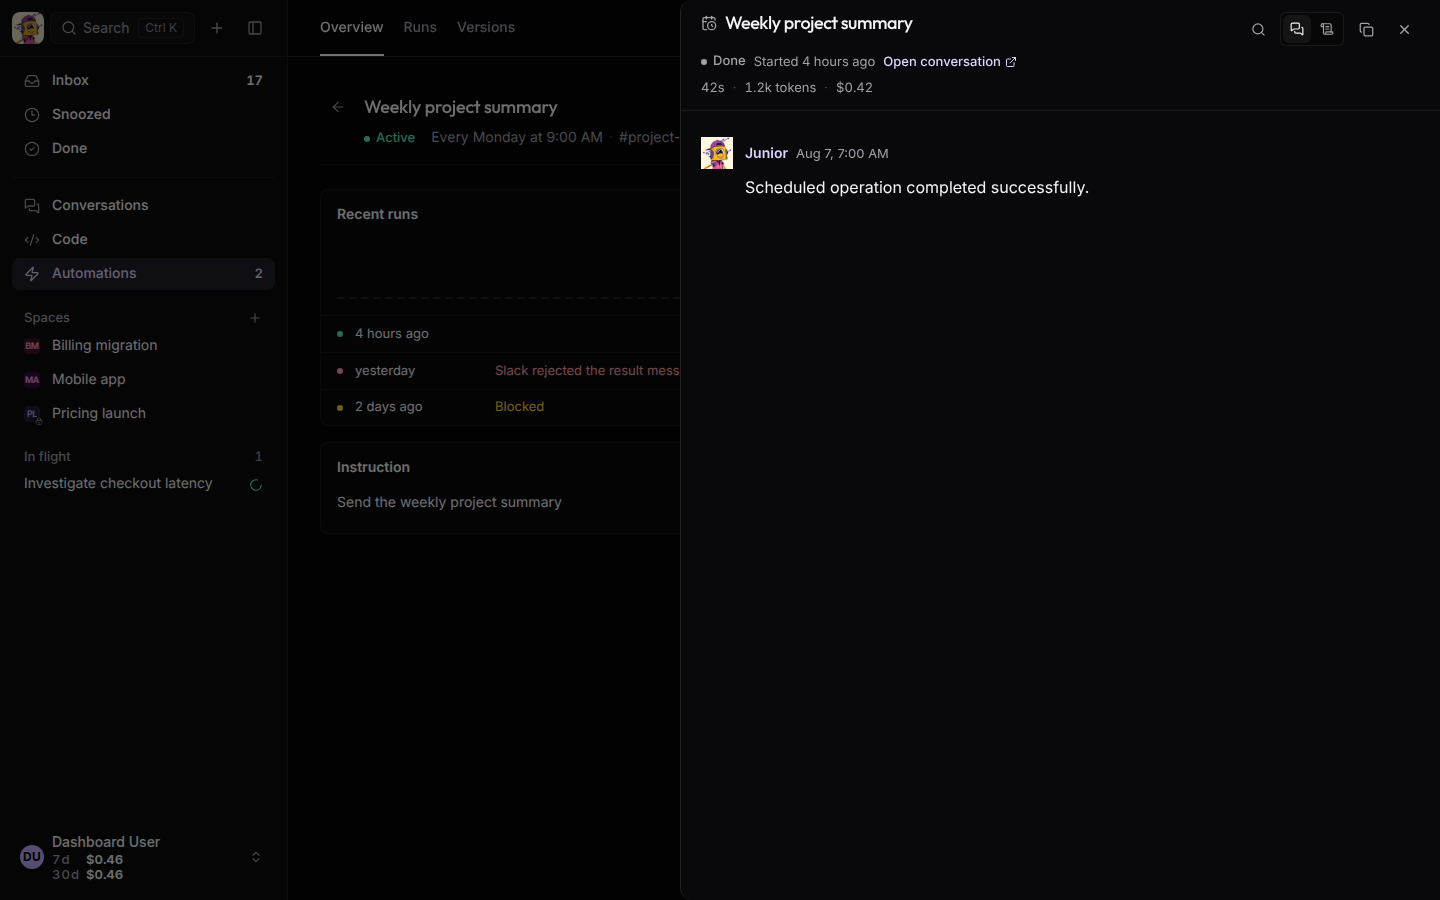 Search Ctrl K
Inbox 17
Snoozed
Done
Conversations
Code
Automations 2
Spaces
BM Billing migration
MA Mobile app
PL Pricing launch
In flight 1
Investigate checkout latency
DU Dashboard User
7d $0.46
30d $0.46
Overview Runs Versions
Weekly project summary
Active Every Monday at 9:00 AM · #project-
Recent runs
4 hours ago
yesterday Slack rejected the result mess
2 days ago Blocked
Instruction
Send the weekly project summary
Weekly project summary
Done Started 4 hours ago Open conversation
42s · 1.2k tokens · $0.42
Junior Aug 7, 7:00 AM
Scheduled operation completed successfully.